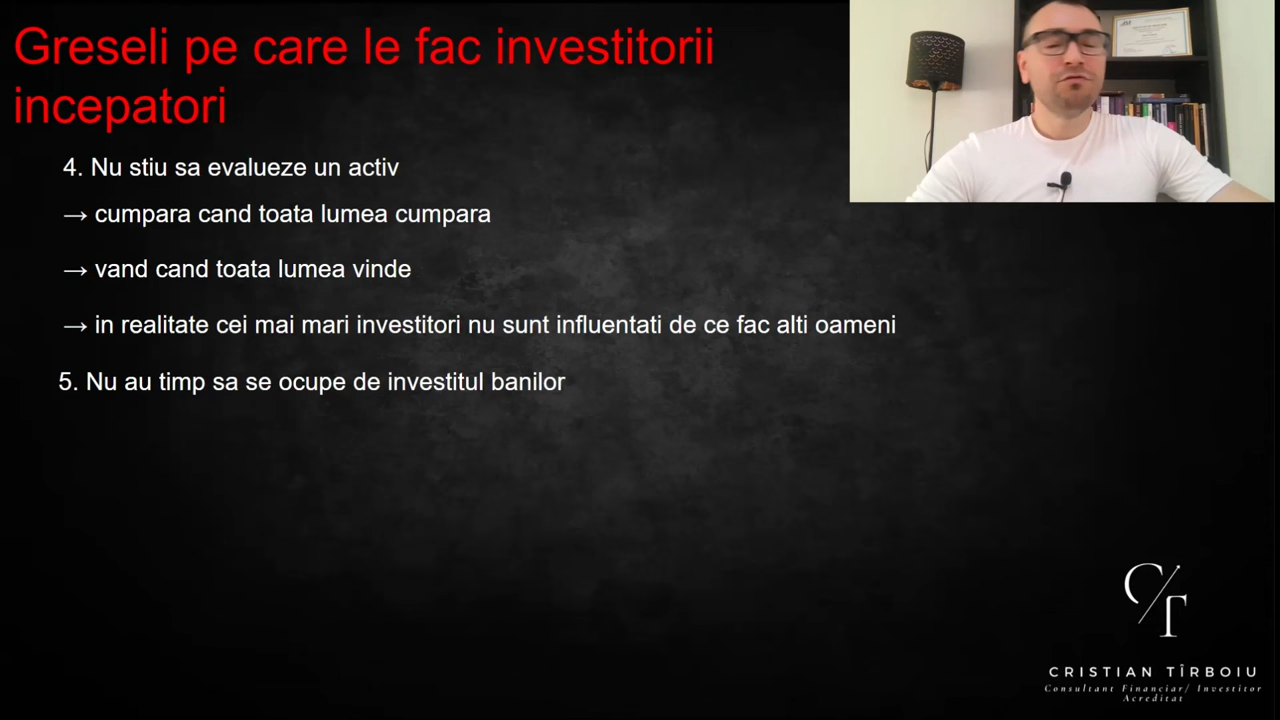 Greseli pe care le fac investitorii
incepatori
4. Nu stiu sa evalueze un activ
→ cumpara cand toata lumea cumpara
→ vand cand toata lumea vinde
→ in realitate cei mai mari investitori nu sunt influentati de ce fac alti oameni
5. Nu au timp sa se ocupe de investitul banilor
C/T
CRISTIAN TÎRBOIU
Consultant Financiar/ Investitor
Acreditat